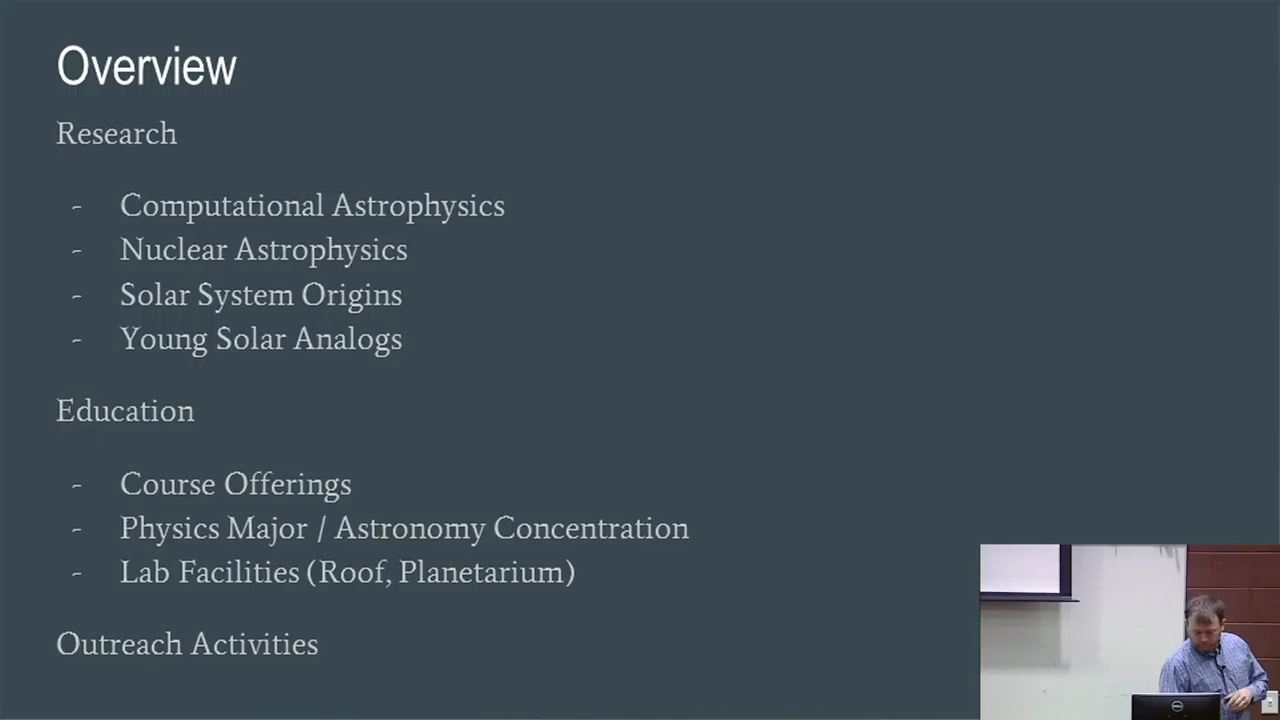 Overview
Research
- Computational Astrophysics
- Nuclear Astrophysics
- Solar System Origins
- Young Solar Analogs
Education
- Course Offerings
- Physics Major / Astronomy Concentration
- Lab Facilities (Roof, Planetarium)
Outreach Activities
DELL